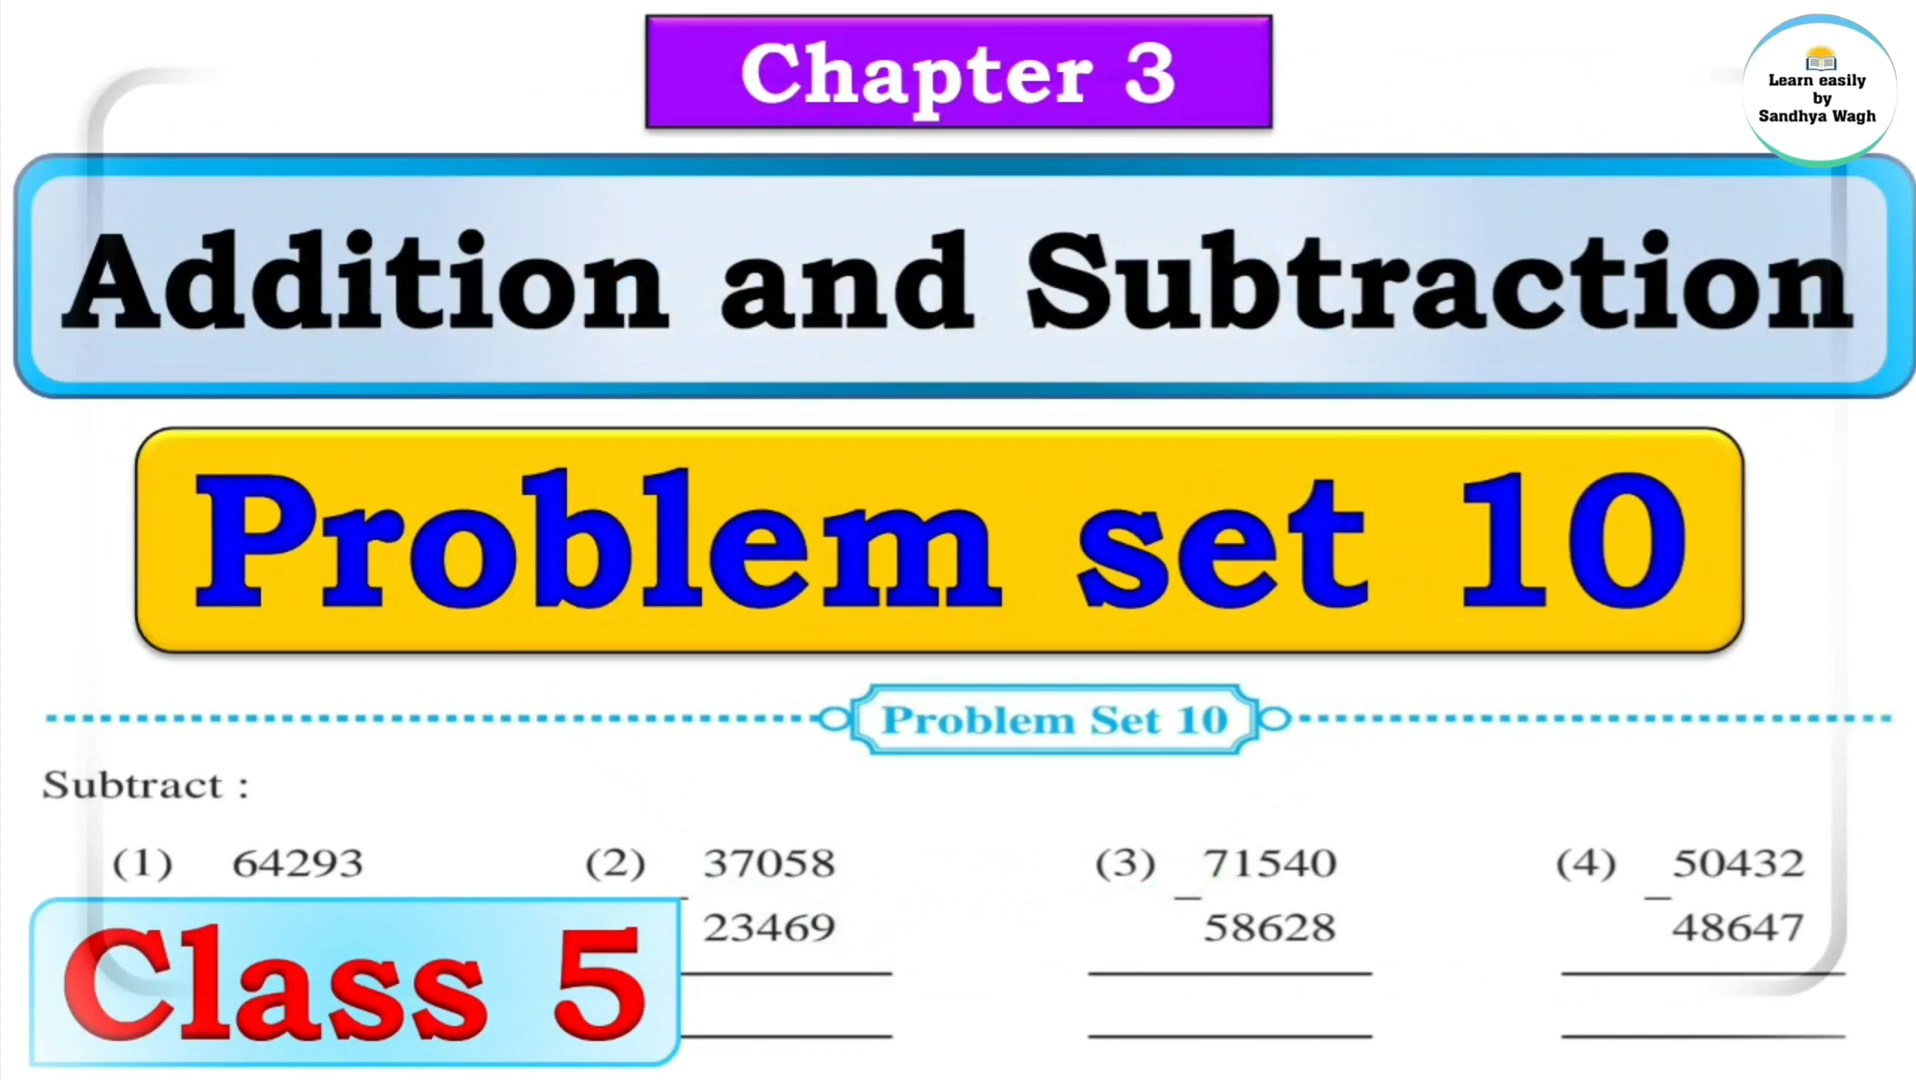 Chapter 3
Learn easily
by
Sandhya Wagh
Addition and Subtraction
Problem set 10
Problem Set 10
Subtract :
(1) 64293 (2) 37058 (3) 71540 (4) 50432
– 23469 – 58628 – 48647
Class 5